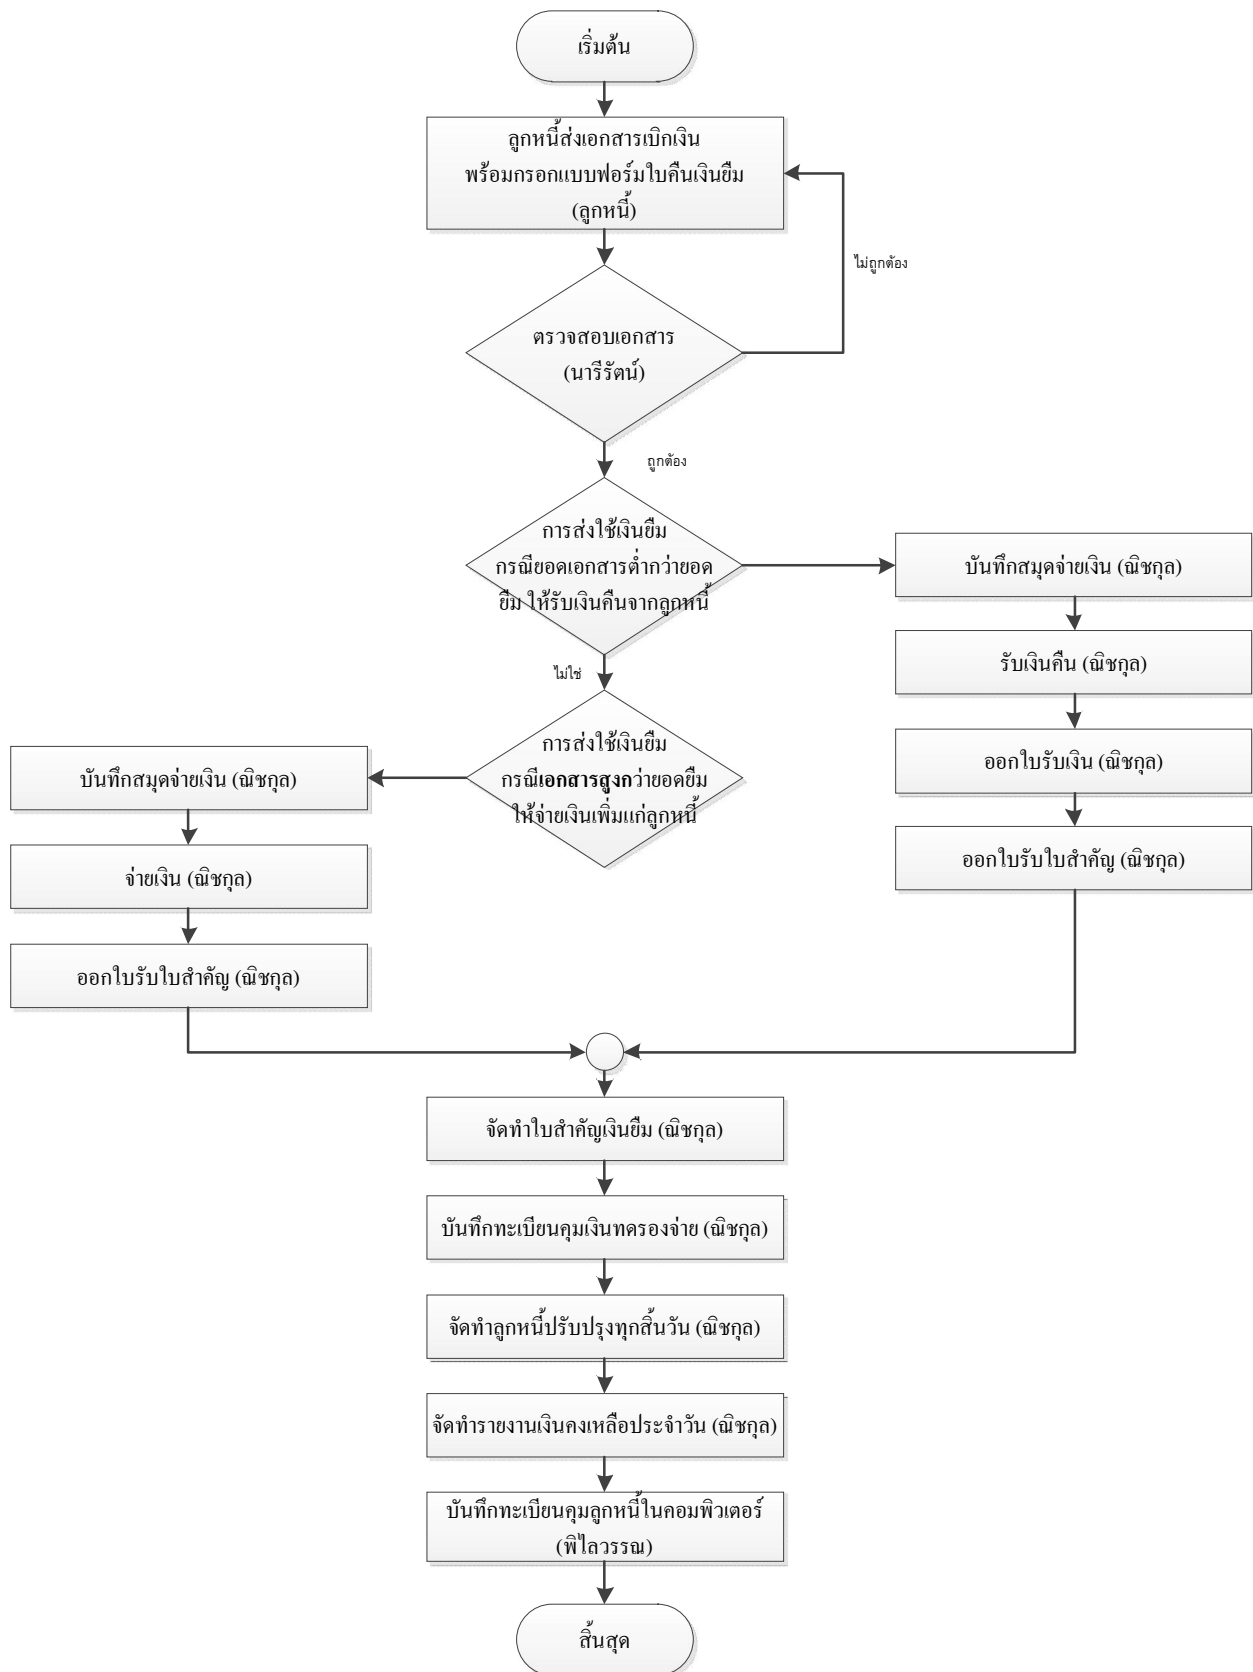 เริ่มต้น
ลูกหนี้ส่งเอกสารเบิกเงิน
พร้อมกรอกแบบฟอร์มใบคืนเงินยืม
(ลูกหนี้)
ไม่ถูกต้อง
ตรวจสอบเอกสาร
(นารีรัตน์)
ถูกต้อง
การส่งใช้เงินยืม
กรณียอดเอกสารต่ำกว่ายอด
ยืม ให้รับเงินคืนจากลูกหนี้
บันทึกสมุดจ่ายเงิน (ณิชกุล)
รับเงินคืน (ณิชกุล)
ออกใบรับเงิน (ณิชกุล)
ออกใบรับใบสำคัญ (ณิชกุล)
ไม่ใช่
การส่งใช้เงินยืม
กรณีเอกสารสูงกว่ายอดยืม
ให้จ่ายเงินเพิ่มแก่ลูกหนี้
บันทึกสมุดจ่ายเงิน (ณิชกุล)
จ่ายเงิน (ณิชกุล)
ออกใบรับใบสำคัญ (ณิชกุล)
จัดทำใบสำคัญเงินยืม (ณิชกุล)
บันทึกทะเบียนคุมเงินทดรองจ่าย (ณิชกุล)
จัดทำลูกหนี้ปรับปรุงทุกสิ้นวัน (ณิชกุล)
จัดทำรายงานเงินคงเหลือประจำวัน (ณิชกุล)
บันทึกทะเบียนคุมลูกหนี้ในคอมพิวเตอร์
(พิไลวรรณ)
สิ้นสุด